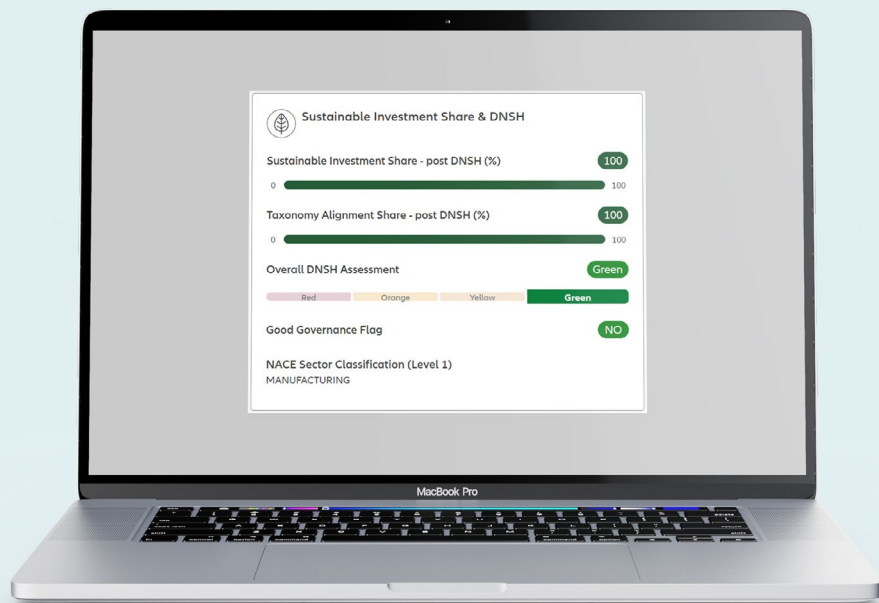 Sustainable Investment Share & DNSH
Sustainable Investment Share - post DNSH (%) 100
0 100
Taxonomy Alignment Share - post DNSH (%) 100
0 100
Overall DNSH Assessment Green
Red Orange Yellow Green
Good Governance Flag NO
NACE Sector Classification (Level 1)
MANUFACTURING
MacBook Pro